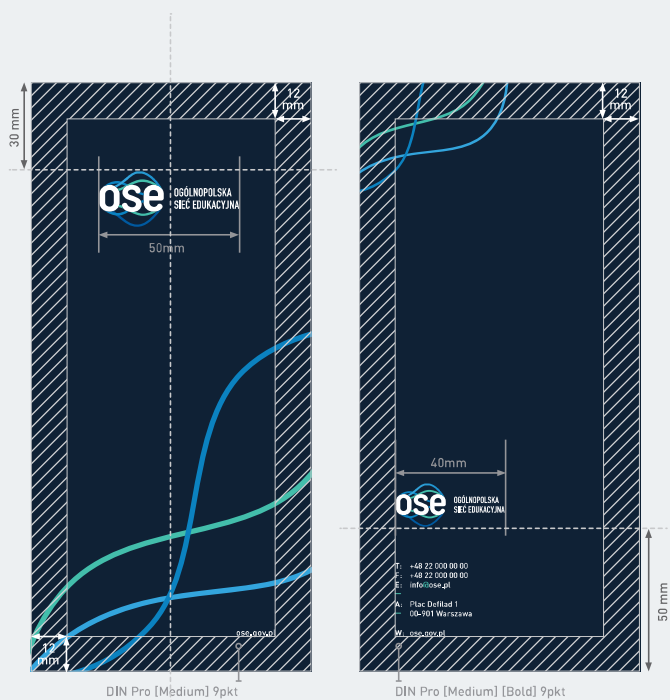 12
mm
30 mm
ose OGÓLNOPOLSKA
SIEĆ EDUKACYJNA
50mm
12
mm
ose.gov.pl
DIN Pro [Medium] 9pkt
12
mm
40mm
ose OGÓLNOPOLSKA
SIEĆ EDUKACYJNA
T: +48 22 000 00 00
F: +48 22 000 00 00
E: info@ose.pl
—
A: Plac Defilad 1
00-901 Warszawa
—
W: ose.gov.pl
50 mm
DIN Pro [Medium] [Bold] 9pkt